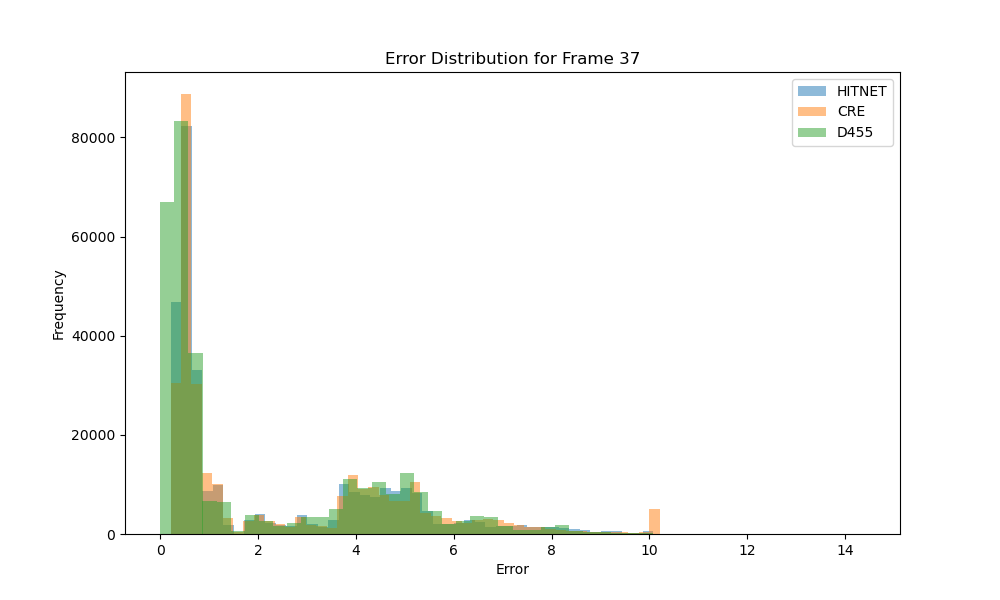 Error Distribution for Frame 37
HITNET
CRE
D455
80000
60000
40000
20000
0
Frequency
0 2 4 6 8 10 12 14
Error